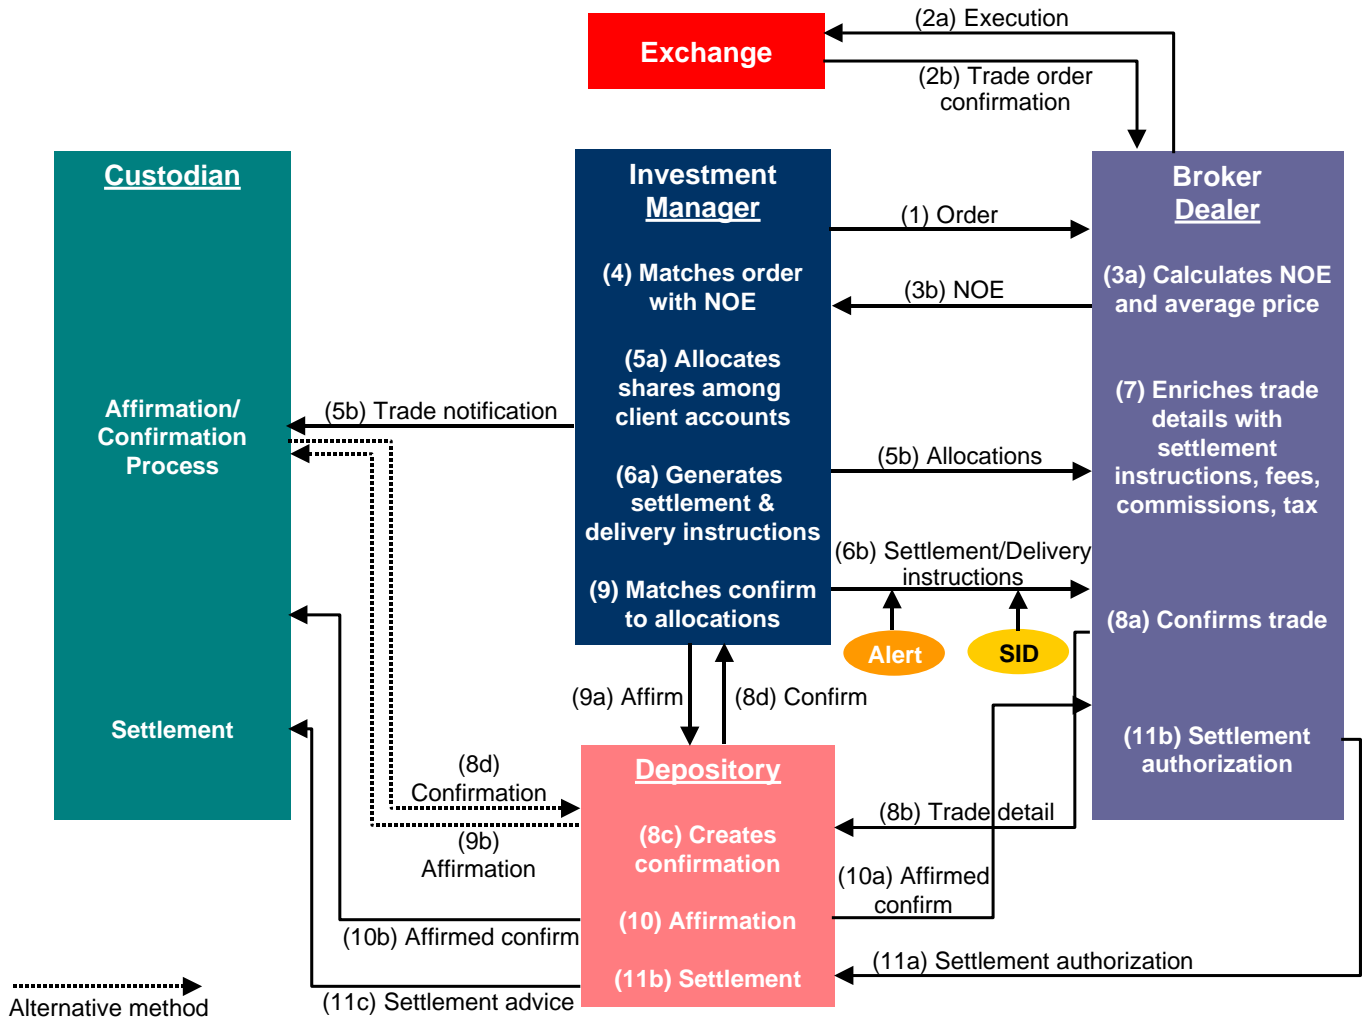 (2a) Execution
Exchange
(2b) Trade order
confirmation
Custodian
Affirmation/
Confirmation
Process
Settlement
Investment
Manager
(4) Matches order
with NOE
(5a) Allocates
shares among
client accounts
(6a) Generates
settlement &
delivery instructions
(9) Matches confirm
to allocations
Broker
Dealer
(3a) Calculates NOE
and average price
(7) Enriches trade
details with
settlement
instructions, fees,
commissions, tax
(8a) Confirms trade
(11b) Settlement
authorization
(1) Order
(3b) NOE
(5b) Trade notification
(5b) Allocations
(6b) Settlement/Delivery
instructions
Alert
SID
(9a) Affirm
(8d) Confirm
Depository
(8c) Creates
confirmation
(10) Affirmation
(11b) Settlement
(8d)
Confirmation
(9b)
Affirmation
(8b) Trade detail
(10a) Affirmed
confirm
(10b) Affirmed confirm
(11a) Settlement authorization
(11c) Settlement advice
Alternative method